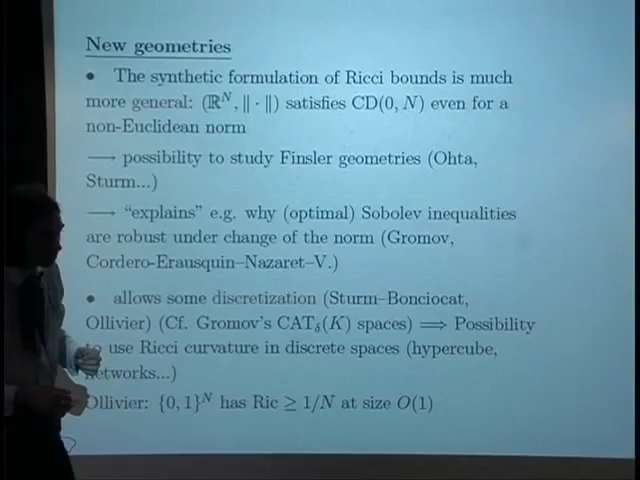 New geometries
• The synthetic formulation of Ricci bounds is much
more general: (ℝᴺ, ‖ · ‖) satisfies CD(0, N) even for a
non-Euclidean norm
⟶ possibility to study Finsler geometries (Ohta,
Sturm...)
⟶ “explains” e.g. why (optimal) Sobolev inequalities
are robust under change of the norm (Gromov,
Cordero-Erausquin–Nazaret–V.)
• allows some discretization (Sturm–Bonciocat,
Ollivier) (Cf. Gromov's CAT_δ(K) spaces) ⟹ Possibility
to use Ricci curvature in discrete spaces (hypercube,
networks...)
Ollivier: {0, 1}ᴺ has Ric ≥ 1/N at size O(1)